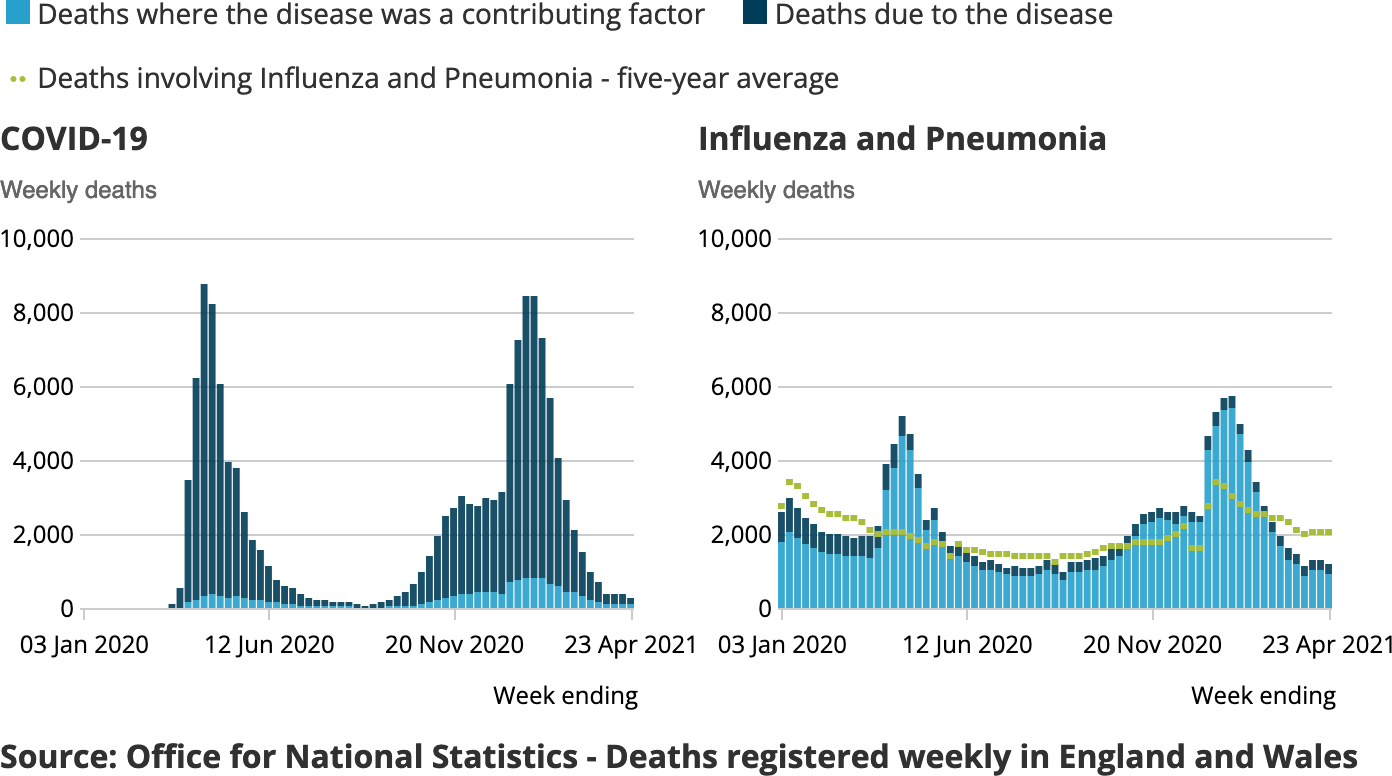 Deaths where the disease was a contributing factor Deaths due to the disease
Deaths involving Influenza and Pneumonia - five-year average
COVID-19
Weekly deaths
10,000
8,000
6,000
4,000
2,000
0
03 Jan 2020 12 Jun 2020 20 Nov 2020 23 Apr 2021
Week ending
Influenza and Pneumonia
Weekly deaths
10,000
8,000
6,000
4,000
2,000
0
03 Jan 2020 12 Jun 2020 20 Nov 2020 23 Apr 2021
Week ending
Source: Office for National Statistics - Deaths registered weekly in England and Wales